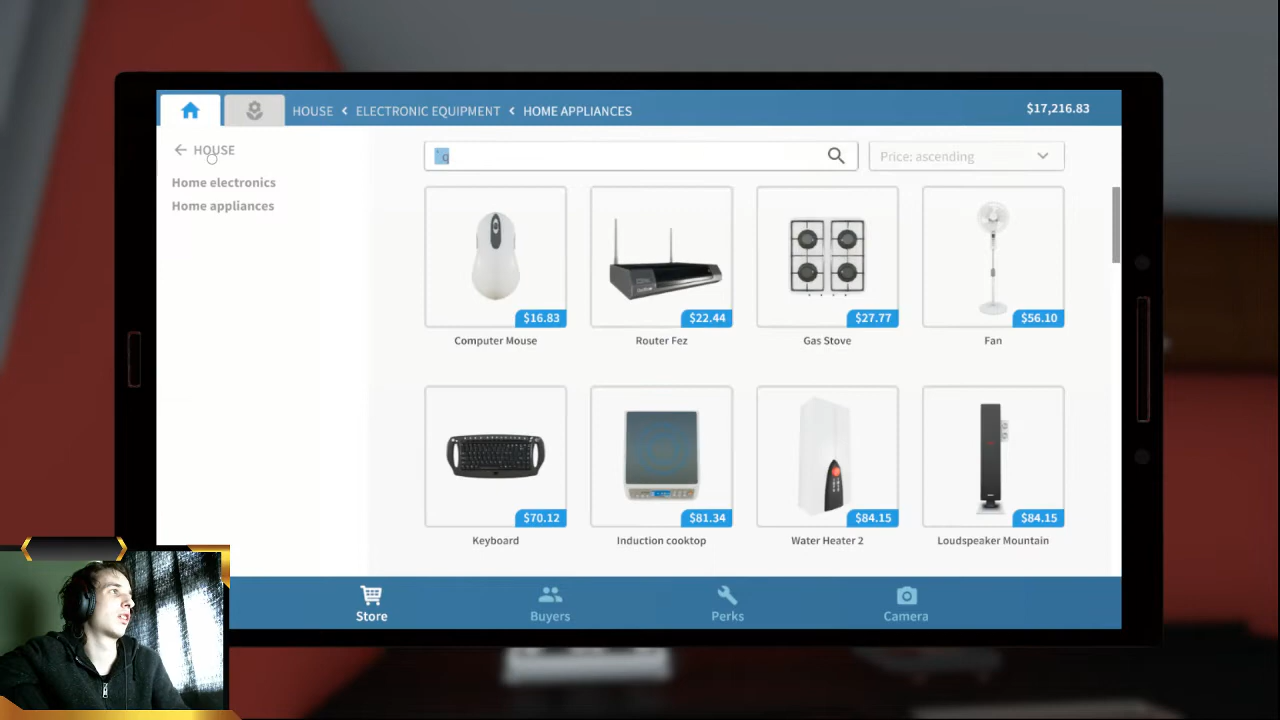 HOUSE < ELECTRONIC EQUIPMENT < HOME APPLIANCES
$17,216.83
← HOUSE
Home electronics
Home appliances
q
Price: ascending
$16.83
$22.44
$27.77
$56.10
Computer Mouse
Router Fez
Gas Stove
Fan
$70.12
$81.34
$84.15
$84.15
Keyboard
Induction cooktop
Water Heater 2
Loudspeaker Mountain
Store
Buyers
Perks
Camera